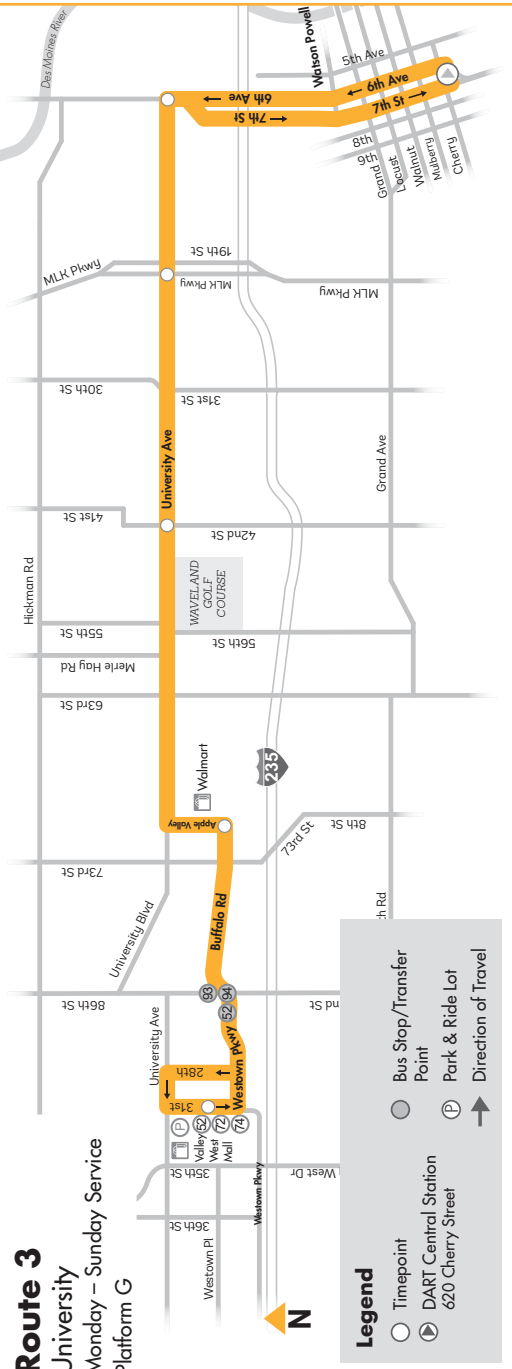 Route 3
University
Monday – Sunday Service
Platform G
Des Moines River
Hickman Rd
MLK Pkwy
30th St
41st St
55th St
Merle Hay Rd
63rd St
73rd St
University Blvd
86th St
University Ave
University Ave
6th Ave
7th St
Watson Powell
5th Ave
6th Ave
7th St
8th
9th
Grand
Locust
Walnut
Mulberry
Cherry
19th St
MLK Pkwy
MLK Pkwy
31st St
42nd St
WAVELAND
GOLF
COURSE
56th St
Grand Ave
235
Walmart
Apple Valley
73rd St
8th St
Buffalo Rd
93
94
52
Westown Pkwy
28th
31st
P
52
72
74
Valley
West
Mall
35th St
36th St
Westown Pl
Westown Pkwy
West Dr
nd St
ch Rd
N
Legend
Timepoint
DART Central Station
620 Cherry Street
Bus Stop/Transfer
Point
P
Park & Ride Lot
Direction of Travel